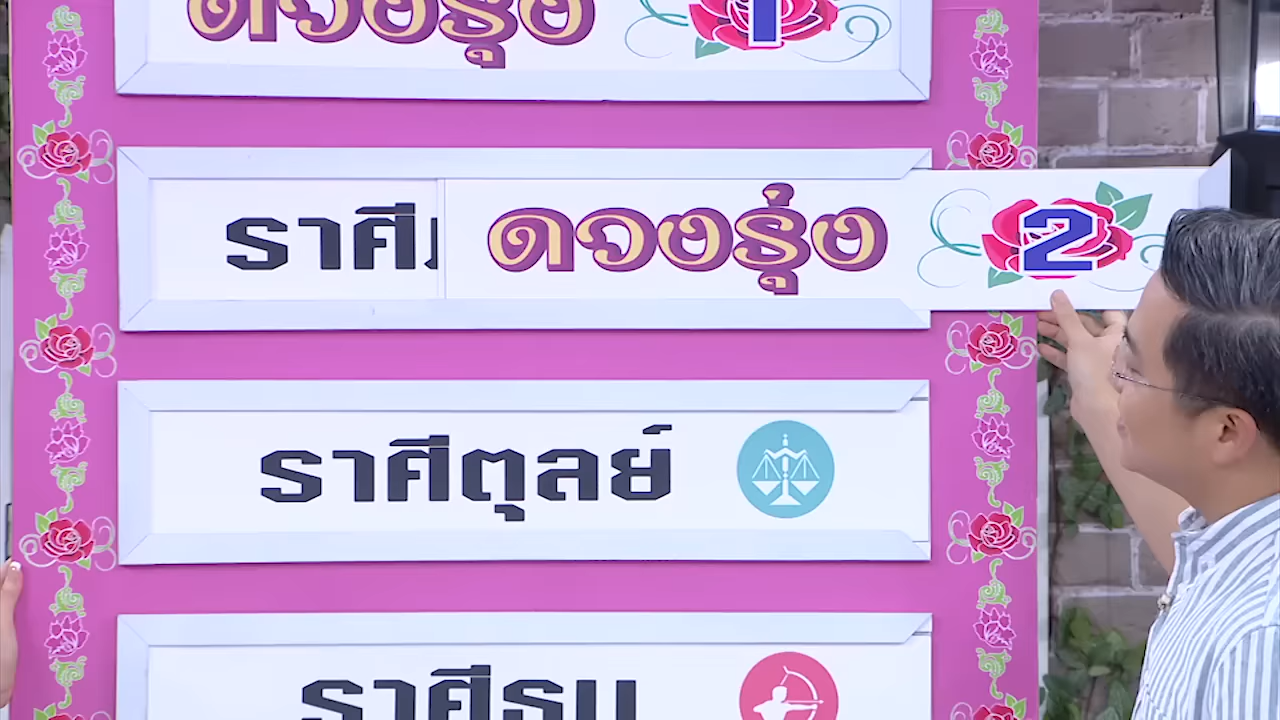 ดวงรุ่ง 1
ราศี ดวงรุ่ง 2
ราศีตุลย์
ราศีธนู